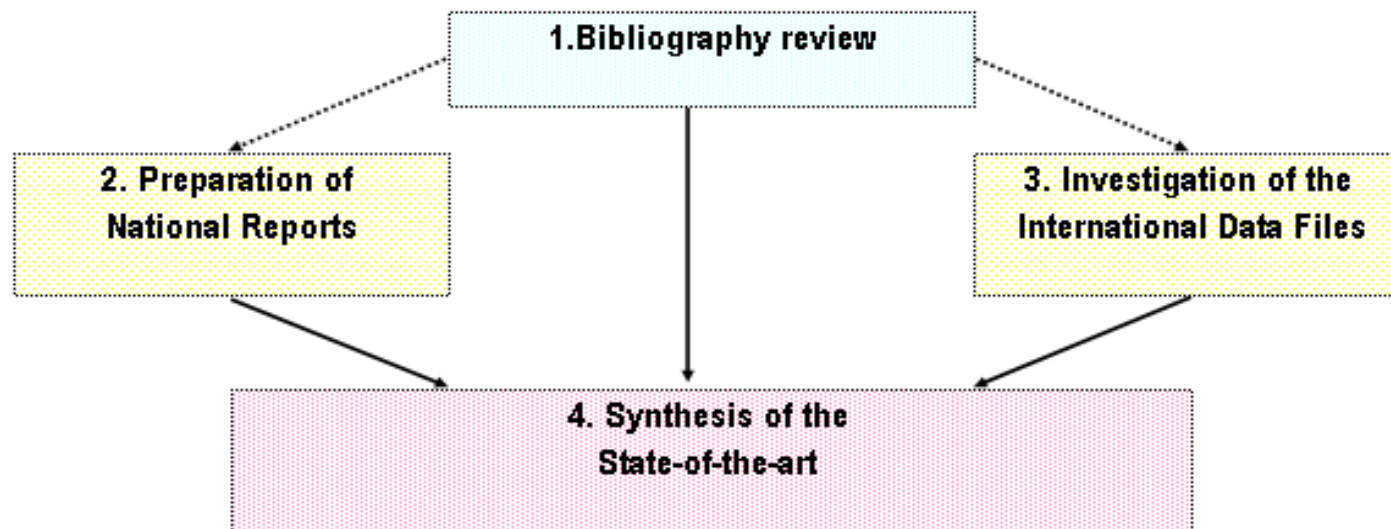 1.Bibliography review
2. Preparation of
National Reports
3. Investigation of the
International Data Files
4. Synthesis of the
State-of-the-art